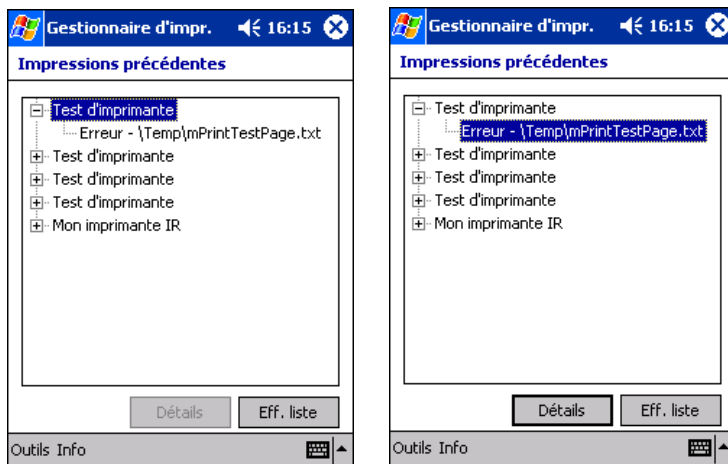 Gestionnaire d'impr. 16:15
Impressions précédentes
Test d'imprimante
Erreur - \Temp\mPrintTestPage.txt
Test d'imprimante
Test d'imprimante
Test d'imprimante
Mon imprimante IR
Détails Eff. liste
Outils Info
Gestionnaire d'impr. 16:15
Impressions précédentes
Test d'imprimante
Erreur - \Temp\mPrintTestPage.txt
Test d'imprimante
Test d'imprimante
Test d'imprimante
Mon imprimante IR
Détails Eff. liste
Outils Info